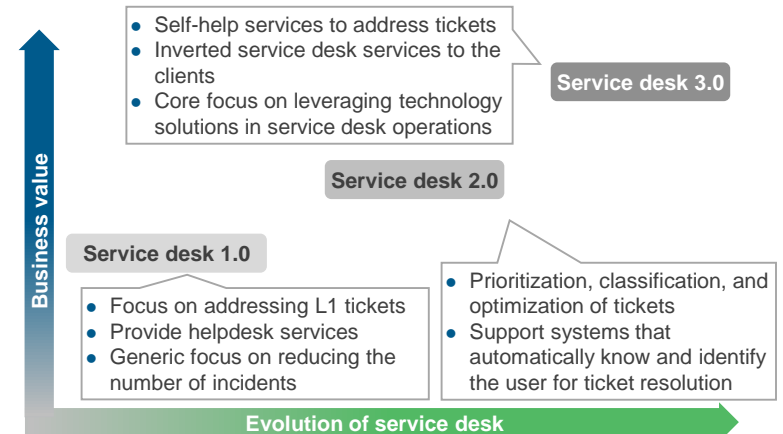 ● Self-help services to address tickets
● Inverted service desk services to the
clients
● Core focus on leveraging technology
solutions in service desk operations
Service desk 3.0
Service desk 2.0
Service desk 1.0
● Focus on addressing L1 tickets
● Provide helpdesk services
● Generic focus on reducing the
number of incidents
● Prioritization, classification, and
optimization of tickets
● Support systems that
automatically know and identify
the user for ticket resolution
Business value
Evolution of service desk